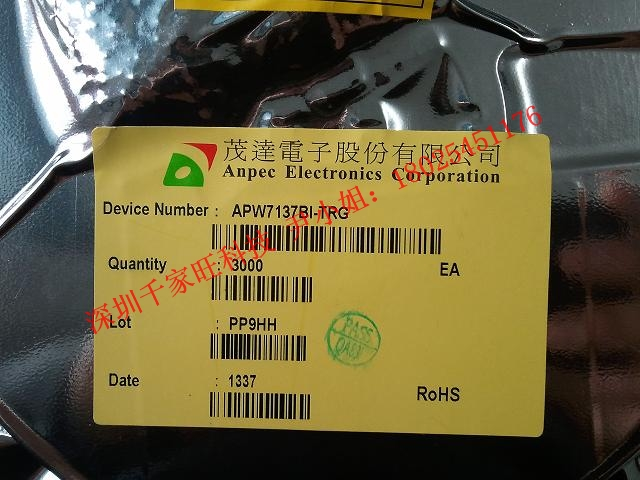 茂達電子股份有限公司
Anpec Electronics Corporation
Device Number : APW7137BI-TRG
Quantity : 3000 EA
Lot : PP9HH
PASS
Date : 1337 RoHS
深圳千家旺科技 尹小姐：18025451176